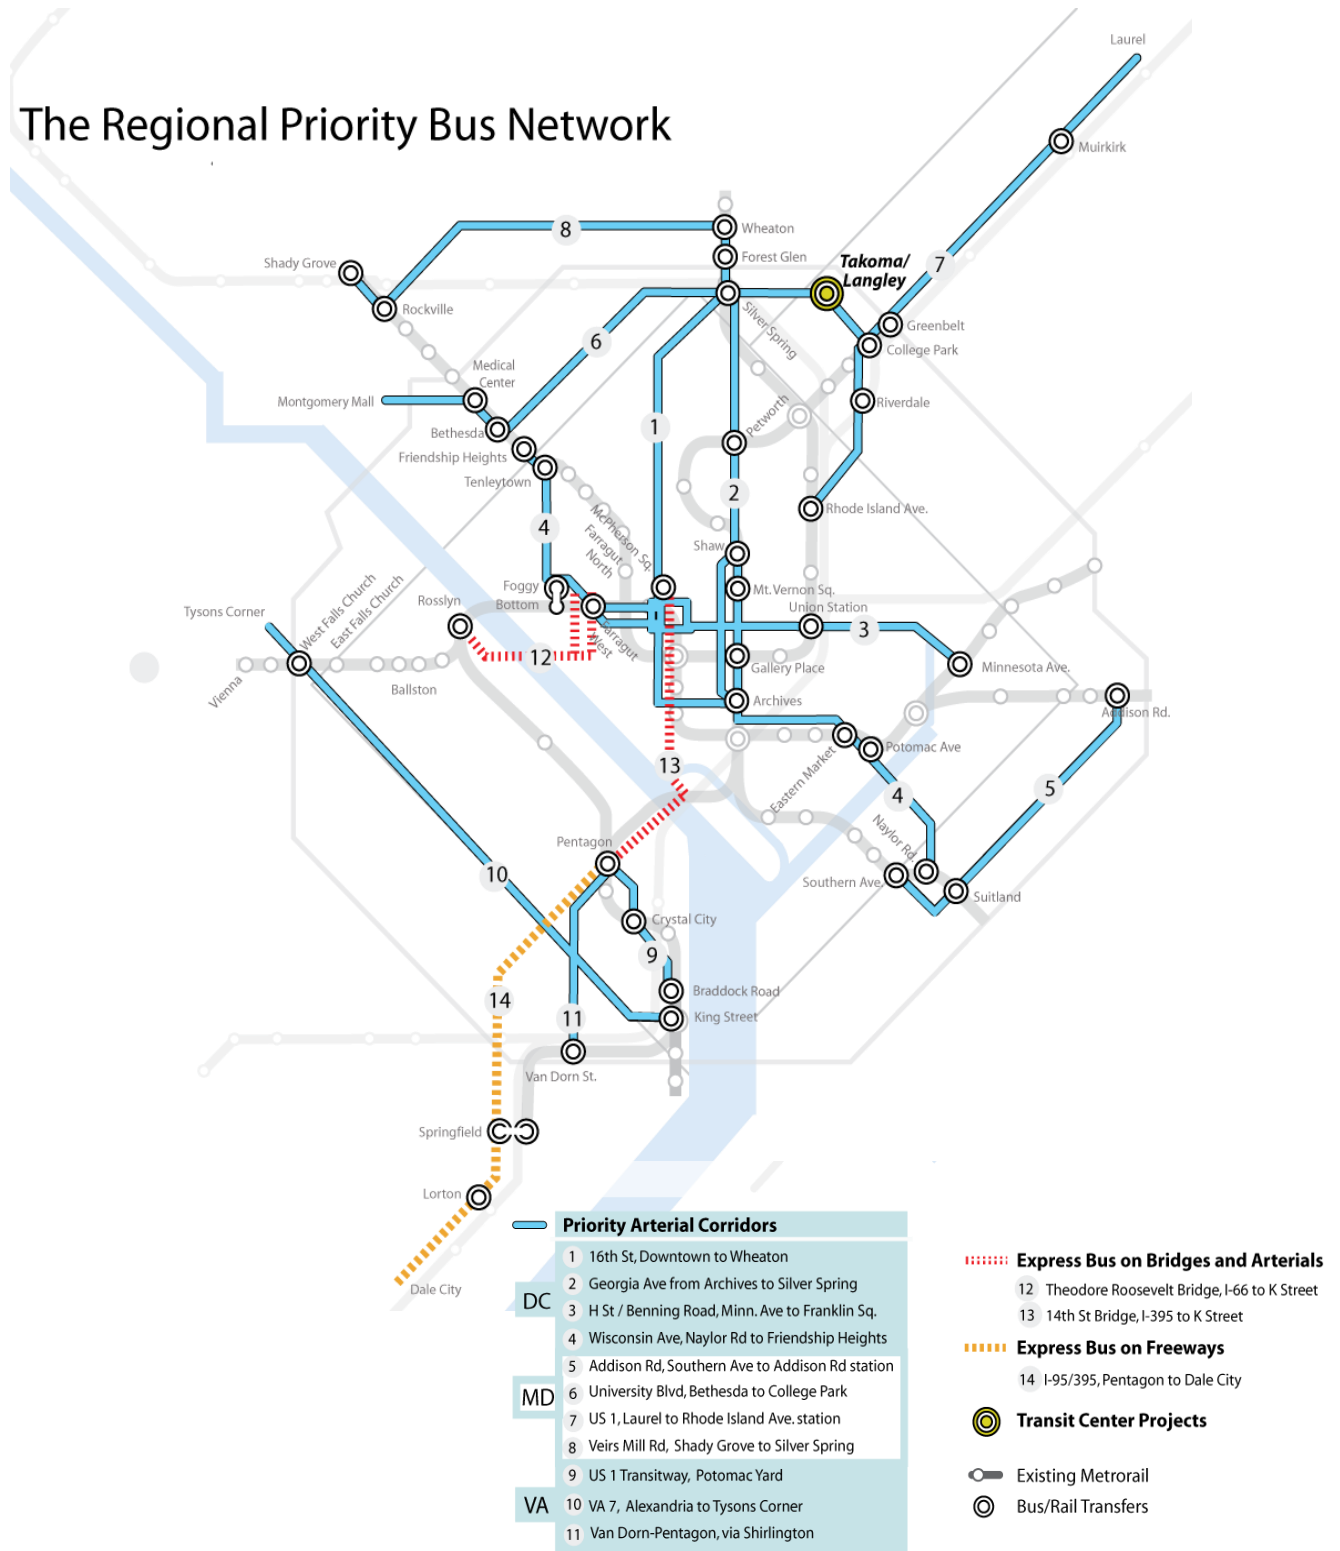 Laurel
The Regional Priority Bus Network
Muirkirk
8
Wheaton
Shady Grove
Forest Glen
Takoma/
Langley
7
Rockville
Silver Spring
Greenbelt
6
College Park
Medical
Center
Montgomery Mall
Riverdale
Petworth
1
Bethesda
Friendship Heights
Tenleytown
2
4
McPherson Sq.
Farragut
North
Rhode Island Ave.
Shaw
Foggy
Bottom
Mt. Vernon Sq.
Rosslyn
Tysons Corner
West Falls Church
East Falls Church
Union Station
3
Farragut
West
12
Gallery Place
Minnesota Ave.
Vienna
Ballston
Archives
Addison Rd.
Eastern Market
Potomac Ave
13
4
5
Pentagon
Naylor Rd.
10
Southern Ave.
Suitland
Crystal City
9
14
Braddock Road
11
King Street
Van Dorn St.
Springfield
Lorton
Dale City
Priority Arterial Corridors
DC
1 16th St, Downtown to Wheaton
2 Georgia Ave from Archives to Silver Spring
3 H St / Benning Road, Minn. Ave to Franklin Sq.
4 Wisconsin Ave, Naylor Rd to Friendship Heights
MD
5 Addison Rd, Southern Ave to Addison Rd station
6 University Blvd, Bethesda to College Park
7 US 1, Laurel to Rhode Island Ave. station
8 Veirs Mill Rd, Shady Grove to Silver Spring
VA
9 US 1 Transitway, Potomac Yard
10 VA 7, Alexandria to Tysons Corner
11 Van Dorn-Pentagon, via Shirlington
Express Bus on Bridges and Arterials
12 Theodore Roosevelt Bridge, I-66 to K Street
13 14th St Bridge, I-395 to K Street
Express Bus on Freeways
14 I-95/395, Pentagon to Dale City
Transit Center Projects
Existing Metrorail
Bus/Rail Transfers